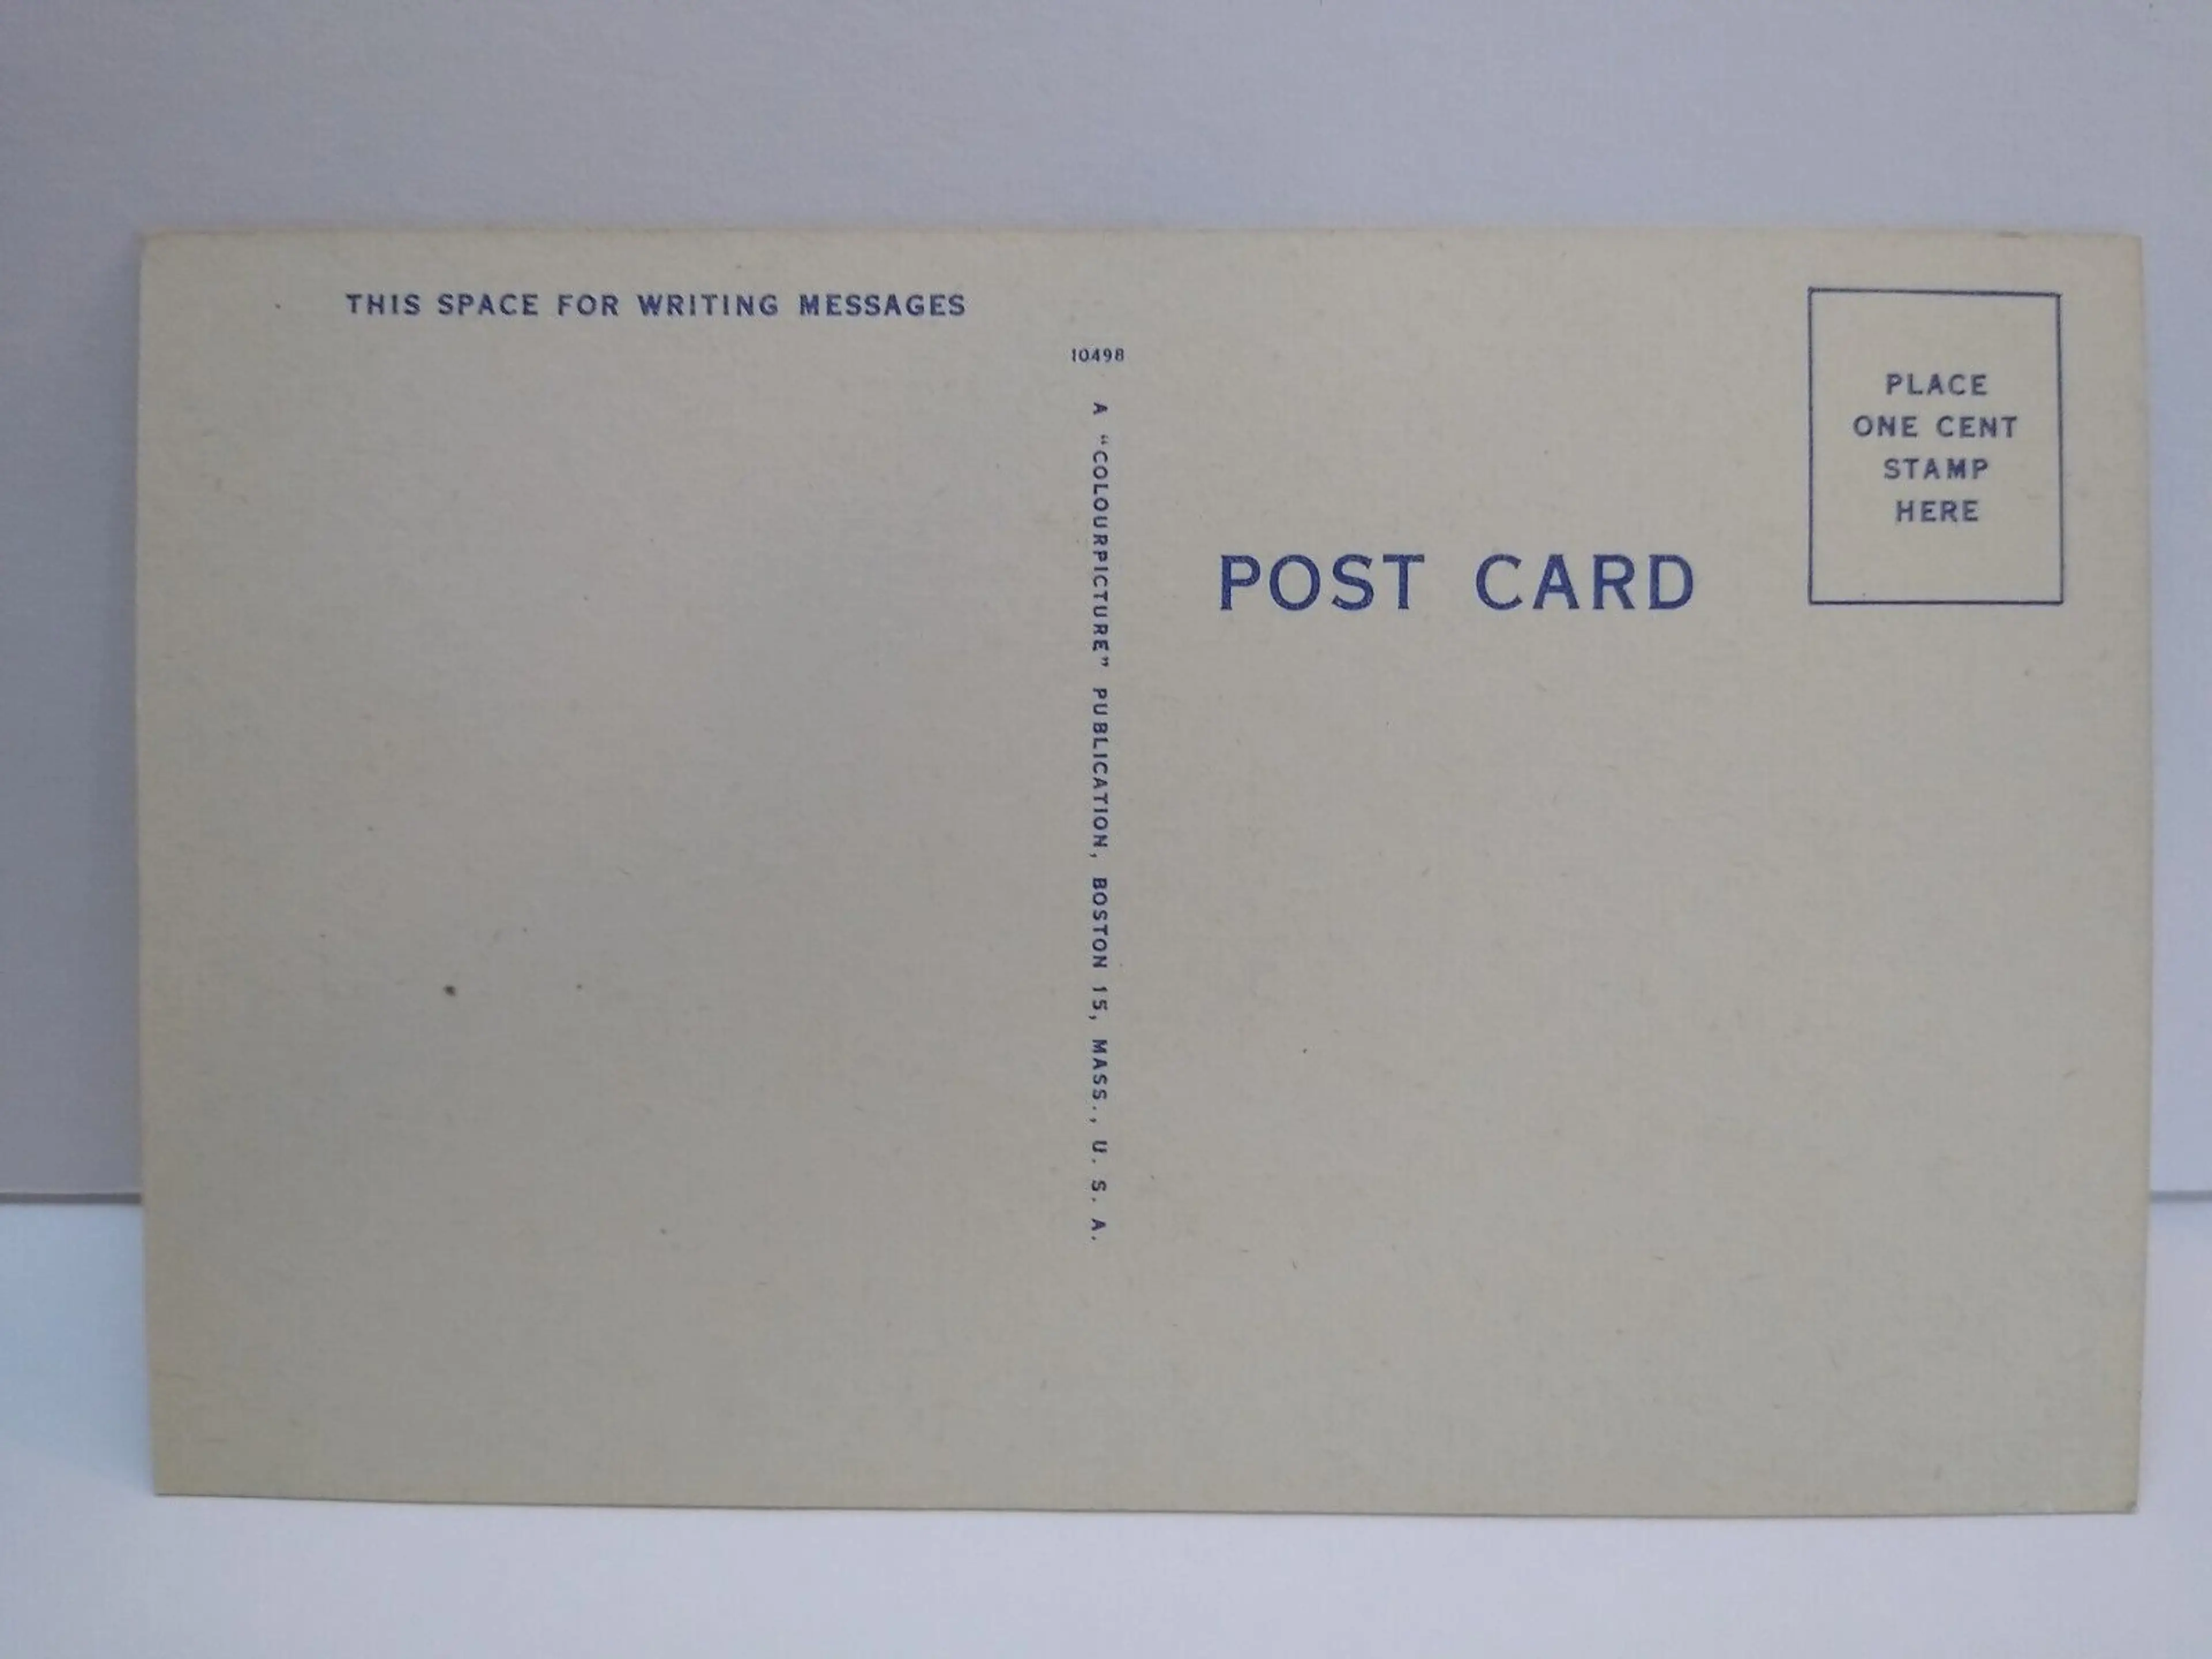 THIS SPACE FOR WRITING MESSAGES
10498
A "COLOURPICTURE" PUBLICATION, BOSTON 15, MASS., U. S. A.
POST CARD
PLACE
ONE CENT
STAMP
HERE